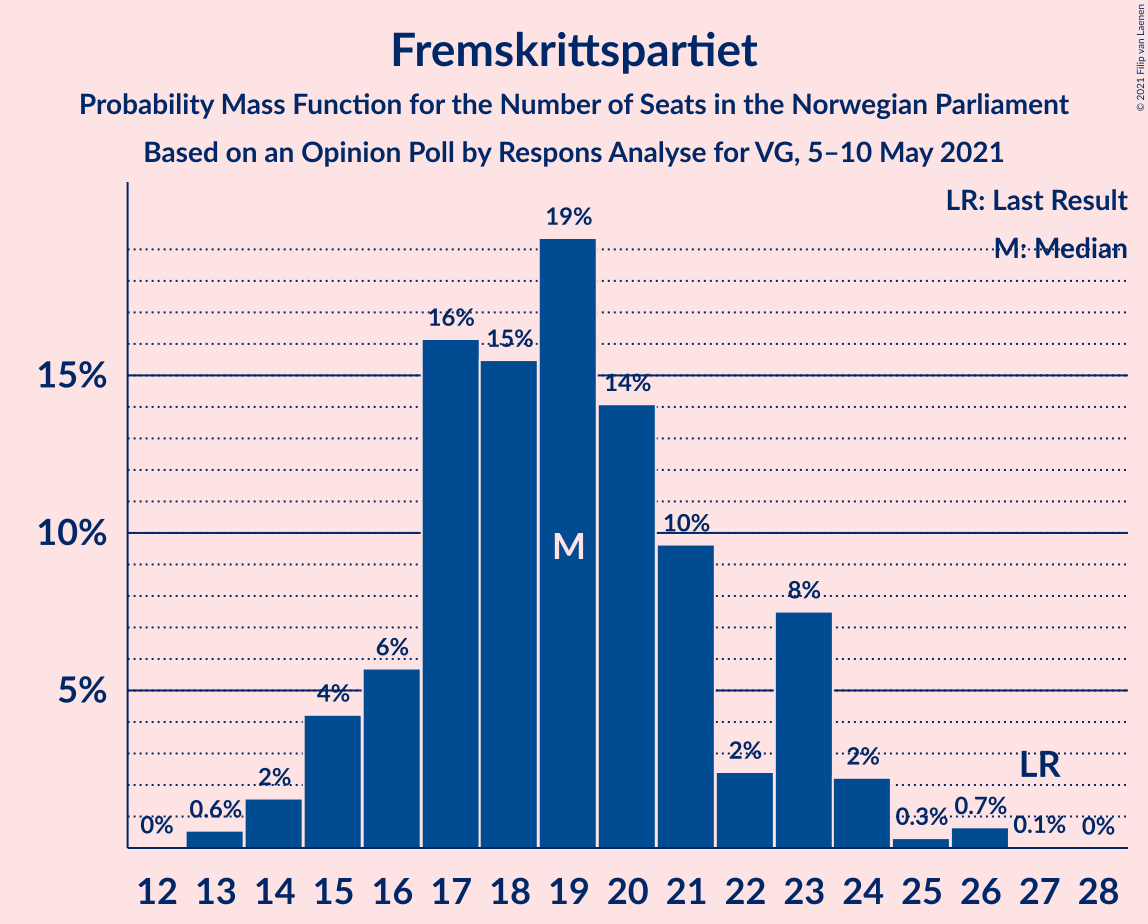 Fremskrittspartiet
Probability Mass Function for the Number of Seats in the Norwegian Parliament
Based on an Opinion Poll by Respons Analyse for VG, 5–10 May 2021
© 2021 Filip van Laenen
LR: Last Result
M: Median
15%
10%
5%
0%
0.6%
2%
4%
6%
16%
15%
19%
14%
10%
2%
8%
2%
0.3%
0.7%
0.1%
0%
M
LR
12 13 14 15 16 17 18 19 20 21 22 23 24 25 26 27 28